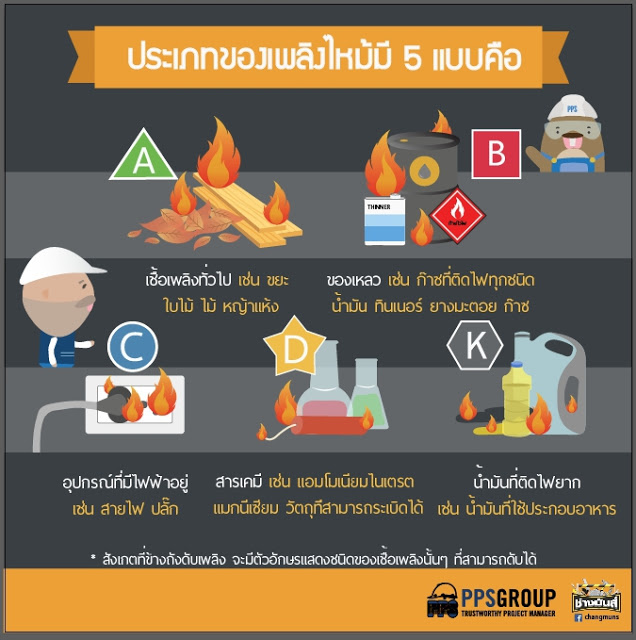 ประเภทของเพลิงไหม้มี 5 แบบคือ
PPS
A
B
THINNER
เชื้อเพลิงทั่วไป เช่น ขยะ
ใบไม้ ไม้ หญ้าแห้ง
ของเหลว เช่น ก๊าซที่ติดไฟทุกชนิด
น้ำมัน ทินเนอร์ ยางมะตอย ก๊าซ
C
D
K
อุปกรณ์ที่มีไฟฟ้าอยู่
เช่น สายไฟ ปลั๊ก
สารเคมี เช่น แอมโมเนียมไนเตรต
แมกนีเซียม วัตถุทีสามารถระเบิดได้
น้ำมันที่ติดไฟยาก
เช่น น้ำมันที่ใช้ประกอบอาหาร
* สังเกตที่ข้างถังดับเพลิง จะมีตัวอักษรแสดงชนิดของเชื้อเพลิงนั้นๆ ที่สามารถดับได้
PPS PPSGROUP
TRUSTWORTHY PROJECT MANAGER
ช่างมันส์
f changmuns